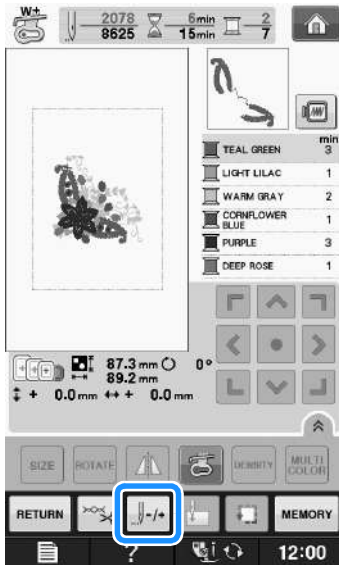 W+
2078 6min 2
8625 15min 7
min
TEAL GREEN 3
LIGHT LILAC 1
WARM GRAY 2
CORNFLOWER
BLUE 1
PURPLE 3
DEEP ROSE 1
87.3 mm 0°
89.2 mm
+ 0.0 mm + 0.0 mm
SIZE ROTATE DENSITY MULTI
COLOR
RETURN -/+ MEMORY
? 12:00